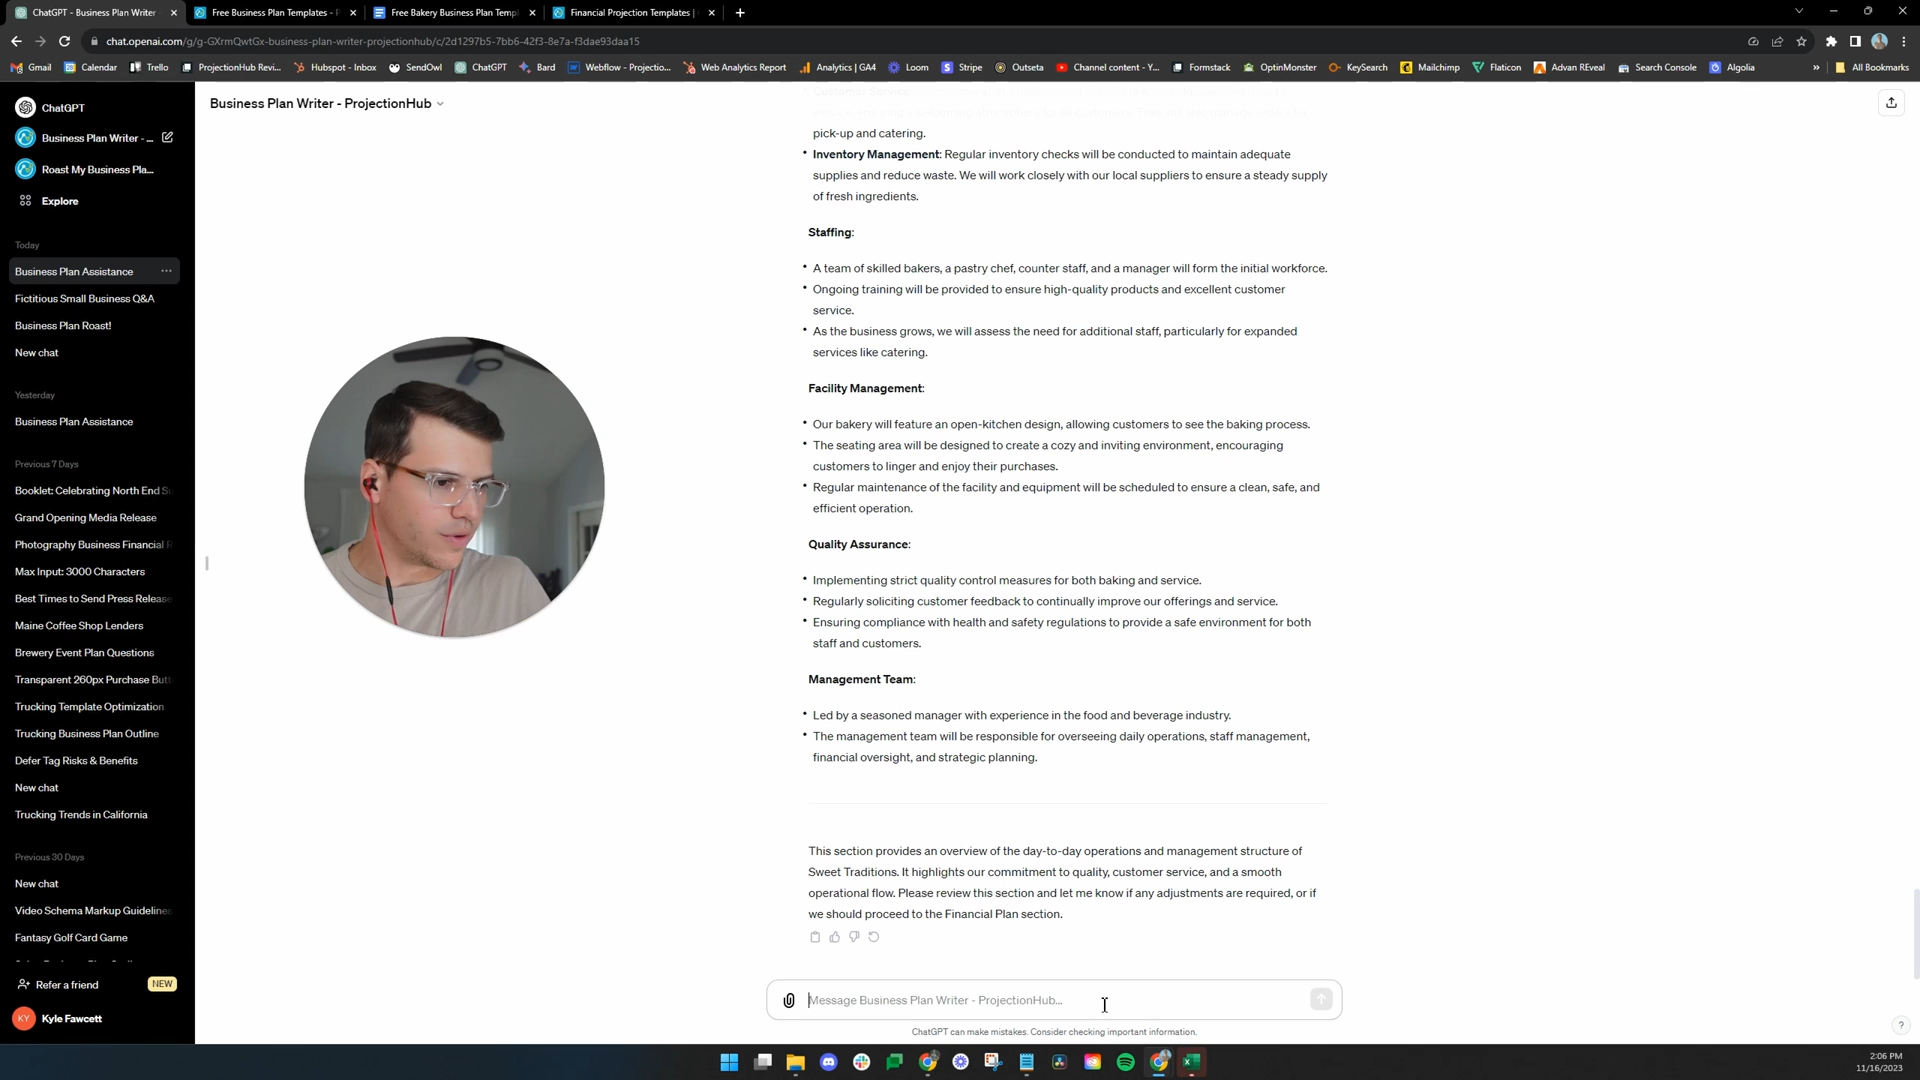 ChatGPT - Business Plan Writer
Free Business Plan Templates - P
Free Bakery Business Plan Templ
Financial Projection Templates |
chat.openai.com/g/g-GXrmQwtGx-business-plan-writer-projectionhub/c/2d1297b5-7bb6-42f3-8e7a-f3dae93daa15
Gmail
Calendar
Trello
ProjectionHub Revi...
Hubspot - Inbox
SendOwl
ChatGPT
Bard
Webflow - Projectio...
Web Analytics Report
Analytics | GA4
Loom
Stripe
Outseta
Channel content - Y...
Formstack
OptinMonster
KeySearch
Mailchimp
Flaticon
Advan REveal
Search Console
Algolia
»
All Bookmarks
ChatGPT
Business Plan Writer - ...
Roast My Business Pla...
Explore
Today
Business Plan Assistance
Fictitious Small Business Q&A
Business Plan Roast!
New chat
Yesterday
Business Plan Assistance
Previous 7 Days
Booklet: Celebrating North End Su
Grand Opening Media Release
Photography Business Financial R
Max Input: 3000 Characters
Best Times to Send Press Release
Maine Coffee Shop Lenders
Brewery Event Plan Questions
Transparent 260px Purchase Butt
Trucking Template Optimization
Trucking Business Plan Outline
Defer Tag Risks & Benefits
New chat
Trucking Trends in California
Previous 30 Days
New chat
Video Schema Markup Guidelines
Fantasy Golf Card Game
Refer a friend
NEW
KY
Kyle Fawcett
Business Plan Writer - ProjectionHub
Customer Service:
pick-up and catering.
• Inventory Management: Regular inventory checks will be conducted to maintain adequate
supplies and reduce waste. We will work closely with our local suppliers to ensure a steady supply
of fresh ingredients.
Staffing:
• A team of skilled bakers, a pastry chef, counter staff, and a manager will form the initial workforce.
• Ongoing training will be provided to ensure high-quality products and excellent customer
service.
• As the business grows, we will assess the need for additional staff, particularly for expanded
services like catering.
Facility Management:
• Our bakery will feature an open-kitchen design, allowing customers to see the baking process.
• The seating area will be designed to create a cozy and inviting environment, encouraging
customers to linger and enjoy their purchases.
• Regular maintenance of the facility and equipment will be scheduled to ensure a clean, safe, and
efficient operation.
Quality Assurance:
• Implementing strict quality control measures for both baking and service.
• Regularly soliciting customer feedback to continually improve our offerings and service.
• Ensuring compliance with health and safety regulations to provide a safe environment for both
staff and customers.
Management Team:
• Led by a seasoned manager with experience in the food and beverage industry.
• The management team will be responsible for overseeing daily operations, staff management,
financial oversight, and strategic planning.
This section provides an overview of the day-to-day operations and management structure of
Sweet Traditions. It highlights our commitment to quality, customer service, and a smooth
operational flow. Please review this section and let me know if any adjustments are required, or if
we should proceed to the Financial Plan section.
Message Business Plan Writer - ProjectionHub...
ChatGPT can make mistakes. Consider checking important information.
?
2:06 PM
11/16/2023